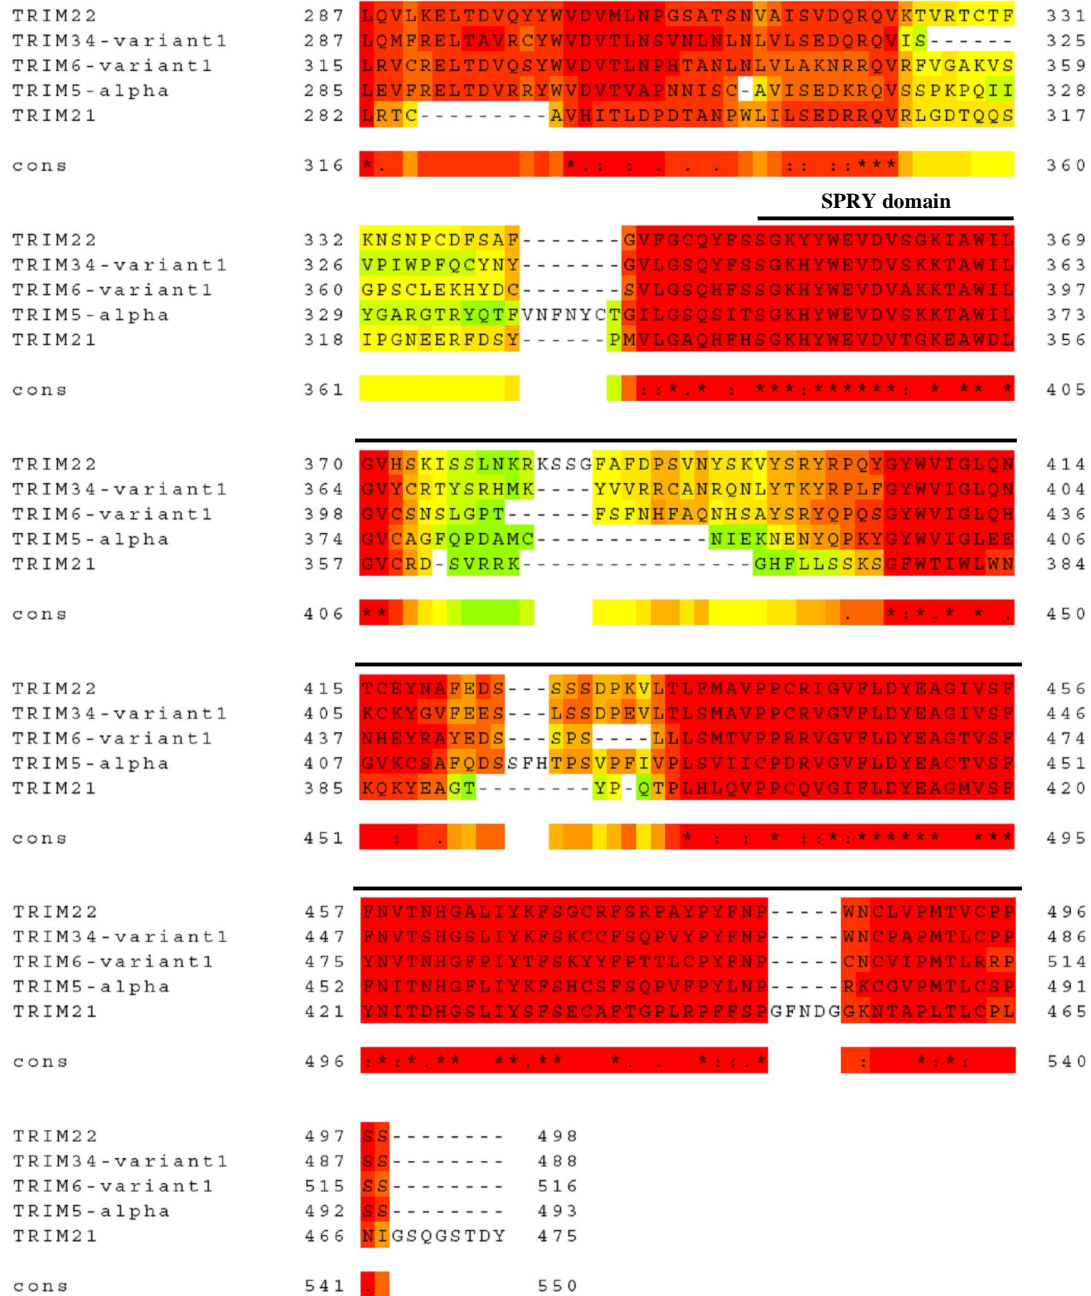 TRIM22 287 LQVLKELTDVQYYWVDVMLNPGSATSNVAISVDQRQVKTVRTCTF 331
TRIM34-variant1 287 LQMFRELTAVRCYWVDVTLNSVNLNLNLVLSEDQRQVIS------ 325
TRIM6-variant1 315 LRVCRELTDVQSYWVDVTLNPHTANLNLVLAKNRRQVRFVGAKVS 359
TRIM5-alpha 285 LEVFRELTDVRRYWVDVTVAPNNISC-AVISEDKRQVSSPKPQII 328
TRIM21 282 LRTC---------AVHITLDPDTANPWLILSEDRRQVRLGDTQQS 317
cons 316 *. *.: : . . . :: ::*** 360
SPRY domain
TRIM22 332 KNSNPCDFSAF-------GVFGCQYFSSGKYYWEVDVSGKIAWIL 369
TRIM34-variant1 326 VPIWPFQCYNY-------GVLGSQYFSSGKHYWEVDVSKKTAWIL 363
TRIM6-variant1 360 GPSCLEKHYDC-------SVLGSQHFSSGKHYWEVDVAKKTAWIL 397
TRIM5-alpha 329 YGARGTRYQTFVNFNYCTGILGSQSITSGKHYWEVDVSKKTAWIL 373
TRIM21 318 IPGNEERFDSY-------PMVLGAQHFHSGKHYWEVDVTGKEAWDL 356
cons 361 ::*.* : ***:******: * ** * 405
TRIM22 370 GVHSKISSLNKRKSSGFAFDPSVNYSKVYSRYRPQYGYWVIGLQN 414
TRIM34-variant1 364 GVYCRTYSRHMK----YVVRRCANRQNLYTKYRPLFGYWVIGLQN 404
TRIM6-variant1 398 GVCSNSLGPT------FSFNHFAQNHSAYSRYQPQSGYWVIGLQH 436
TRIM5-alpha 374 GVCAGFQPDAMC------------NIEKNENYQPKYGYWVIGLEE 406
TRIM21 357 GVCRD-SVRRK----------------GHFLLSSKSGFWTIWLWN 384
cons 406 ** . *:*.* * . 450
TRIM22 415 TCEYNAFEDS---SSSDPKVLTLFMAVPPCRIGVFLDYEAGIVSF 456
TRIM34-variant1 405 KCKYGVFEES---LSSDPEVLTLSMAVPPCRVGVFLDYEAGIVSF 446
TRIM6-variant1 437 NHEYRAYEDS---SPS----LLLSMTVPPRRVGVFLDYEAGTVSF 474
TRIM5-alpha 407 GVKCSAFQDSSFHTPSVPFIVPLSVIICPDRVGVFLDYEACTVSF 451
TRIM21 385 KQKYEAGT--------YP-QTPLHLQVPPCQVGIFLDYEAGMVSF 420
cons 451 : . * : : * ::*:****** *** 495
TRIM22 457 FNVTNHGALIYKFSGCRFSRPAYPYFNP-----WNCLVPMTVCPP 496
TRIM34-variant1 447 FNVTSHGSLIYKFSKCCFSQPVYPYFNP-----WNCPAPMTLCPP 486
TRIM6-variant1 475 YNVTNHGFPIYTFSKYYFPTTLCPYFNP-----CNCVIPMTLRRP 514
TRIM5-alpha 452 FNITNHGFLIYKFSHCSFSQPVFPYLNP-----RKCGVPMTLCSP 491
TRIM21 421 YNITDHGSLIYSFSECAFTGPLRPFFSPGFNDGGKNTAPLTLCPL 465
cons 496 :*:*.** **.** *. . *::.* : *:*: 540
TRIM22 497 SS-------- 498
TRIM34-variant1 487 SS-------- 488
TRIM6-variant1 515 SS-------- 516
TRIM5-alpha 492 SS-------- 493
TRIM21 466 NIGSQGSTDY 475
cons 541 . 550